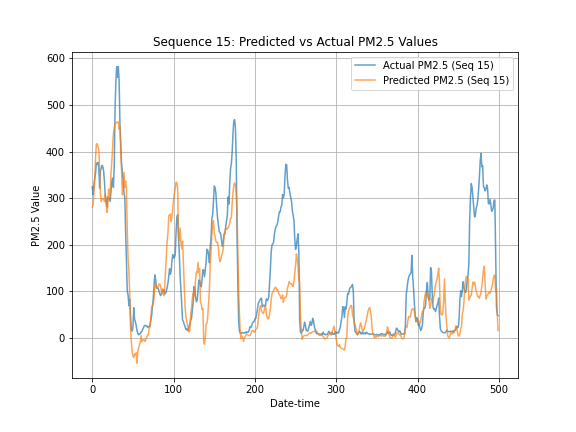 Sequence 15: Predicted vs Actual PM2.5 Values
Actual PM2.5 (Seq 15)
Predicted PM2.5 (Seq 15)
PM2.5 Value
600
500
400
300
200
100
0
0 100 200 300 400 500
Date-time